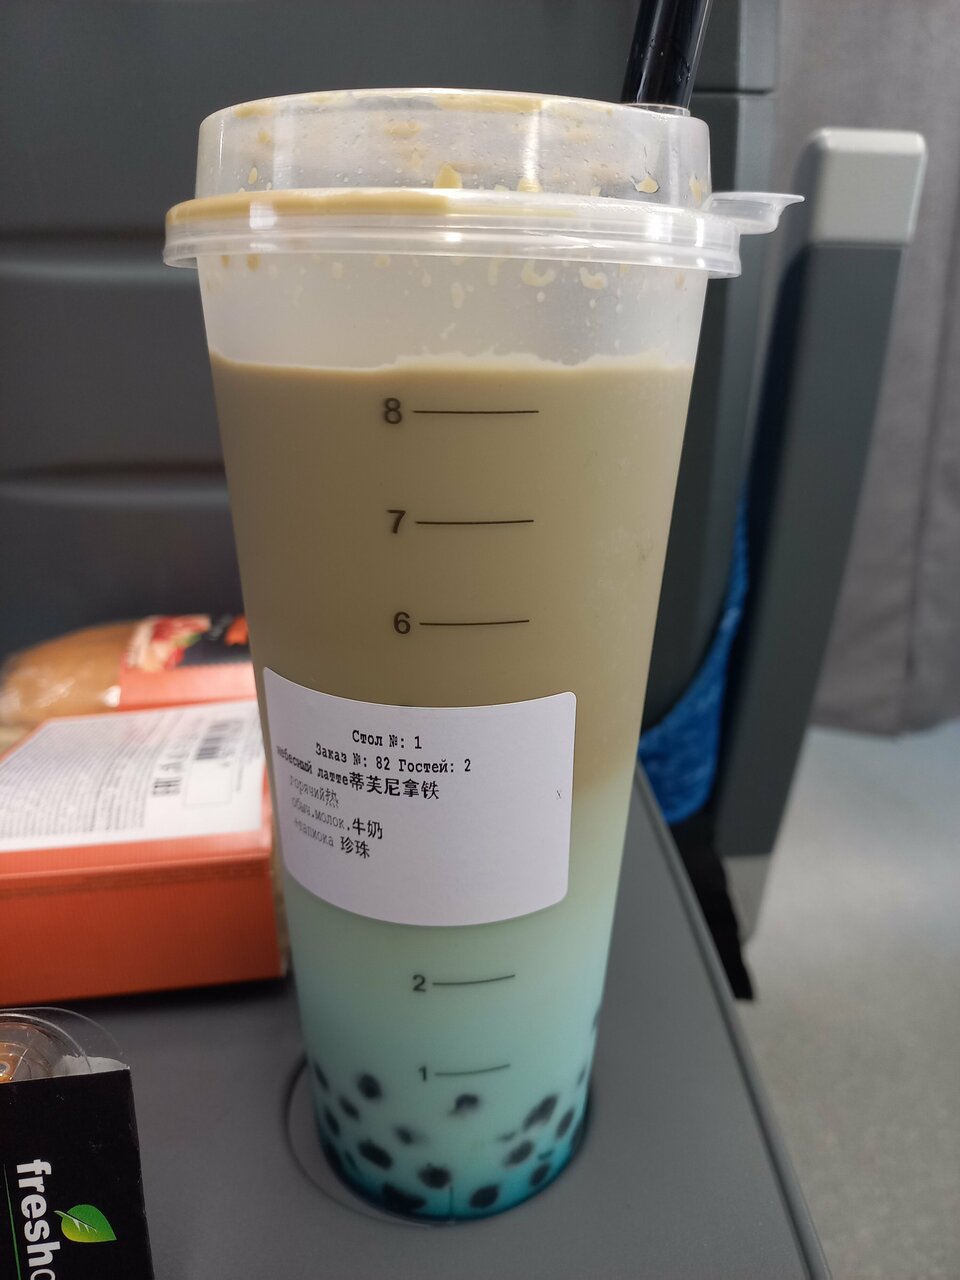 8
7
6
Стол №: 1
Заказ №: 82 Гостей: 2
небесный латте蒂芙尼拿铁
горячий热
x
обыч.молок.牛奶
+тапиока 珍珠
2
1